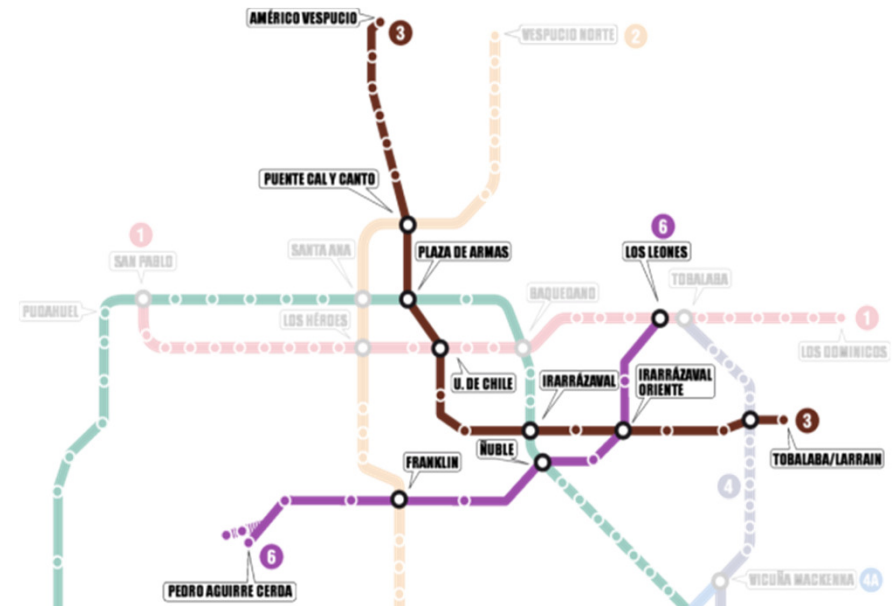 AMÉRICO VESPUCIO
3
VESPUCIO NORTE
2
PUENTE CAL Y CANTO
1
6
SAN PABLO
SANTA ANA
PLAZA DE ARMAS
LOS LEONES
TOBALABA
PUDAHUEL
LOS HÉROES
BAQUEDANO
1
LOS DOMINICOS
U. DE CHILE
IRARRÁZAVAL
IRARRÁZAVAL
ORIENTE
3
ÑUBLE
FRANKLIN
TOBALABA/LARRAIN
4
6
PEDRO AGUIRRE CERDA
VICUÑA MACKENNA
4A